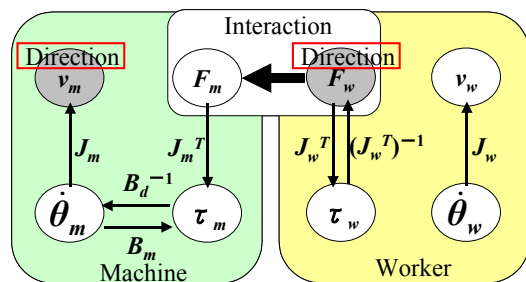 Interaction
Direction Direction
v_m F_m F_w v_w
J_m J_m^T J_w^T (J_w^T)^{-1} J_w
B_d^{-1}
θ̇_m τ_m τ_w θ̇_w
B_m
Machine Worker